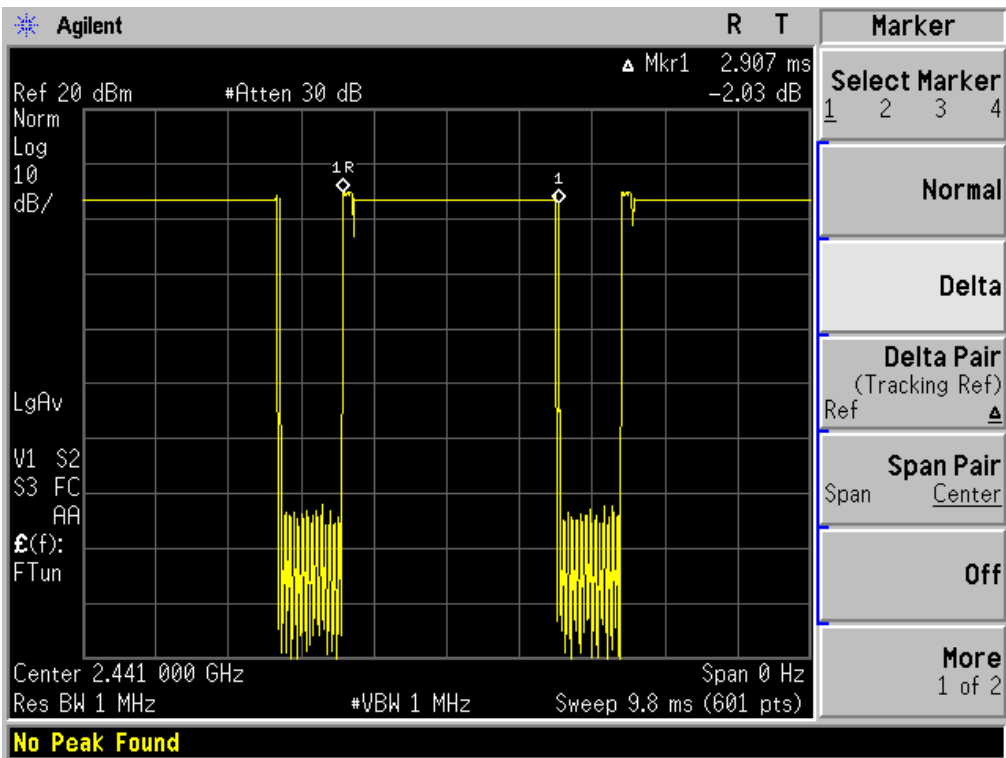 Agilent R T
Δ Mkr1 2.907 ms
Ref 20 dBm #Atten 30 dB -2.03 dB
Norm
Log
10
dB/
1R
1
LgAv
V1 S2
S3 FC
AA
£(f):
FTun
Center 2.441 000 GHz Span 0 Hz
Res BW 1 MHz #VBW 1 MHz Sweep 9.8 ms (601 pts)
No Peak Found
Marker
Select Marker
1 2 3 4
Normal
Delta
Delta Pair
(Tracking Ref)
Ref Δ
Span Pair
Span Center
Off
More
1 of 2